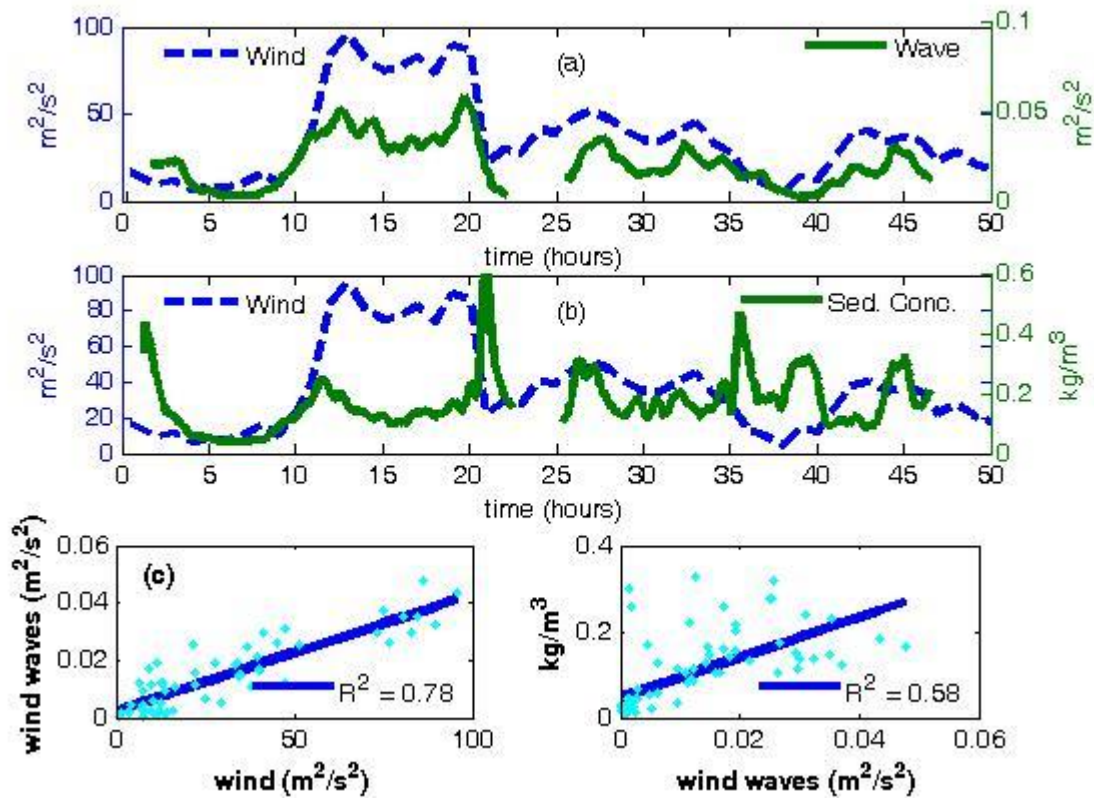 100
0.1
Wind
(a)
Wave
m²/s²
50
0.05
m²/s²
0
0
0 5 10 15 20 25 30 35 40 45 50
time (hours)
100
0.6
Wind
(b)
Sed. Conc.
80
m²/s²
60
0.4
kg/m³
40
0.2
20
0
0
0 5 10 15 20 25 30 35 40 45 50
time (hours)
wind waves (m²/s²)
0.06
(c)
0.04
0.02
0
R² = 0.78
0 50 100
wind (m²/s²)
kg/m³
0.4
0.2
0
R² = 0.58
0 0.02 0.04 0.06
wind waves (m²/s²)